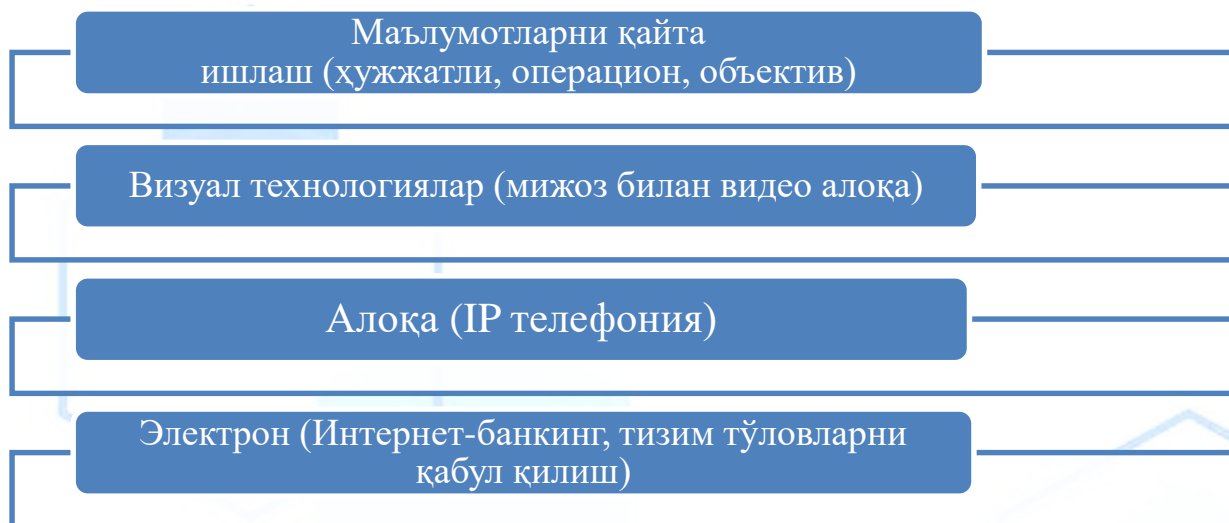 Маълумотларни қайта
ишлаш (ҳужжатли, операцион, объектив)
Визуал технологиялар (мижоз билан видео алоқа)
Алоқа (IP телефония)
Электрон (Интернет-банкинг, тизим тўловларни
қабул қилиш)